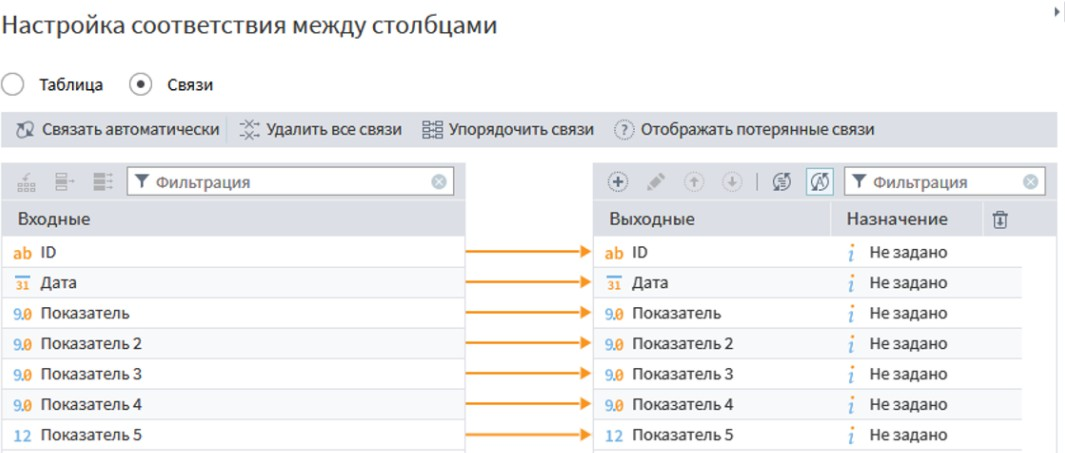 Настройка соответствия между столбцами
Таблица Связи
Связать автоматически Удалить все связи Упорядочить связи ? Отображать потерянные связи
Фильтрация Фильтрация
Входные Выходные Назначение
ab ID ab ID i Не задано
31 Дата 31 Дата i Не задано
9.0 Показатель 9.0 Показатель i Не задано
9.0 Показатель 2 9.0 Показатель 2 i Не задано
9.0 Показатель 3 9.0 Показатель 3 i Не задано
9.0 Показатель 4 9.0 Показатель 4 i Не задано
12 Показатель 5 12 Показатель 5 i Не задано